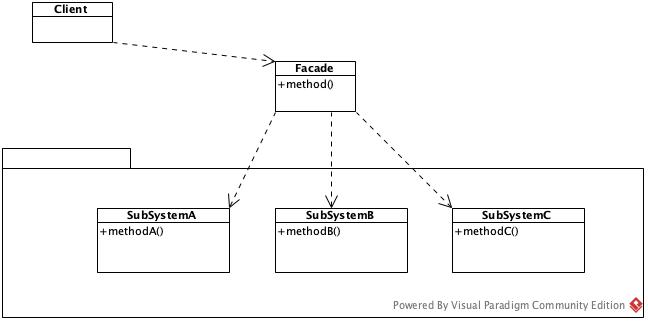 Client
Facade
+method()
SubSystemA
+methodA()
SubSystemB
+methodB()
SubSystemC
+methodC()
Powered By Visual Paradigm Community Edition